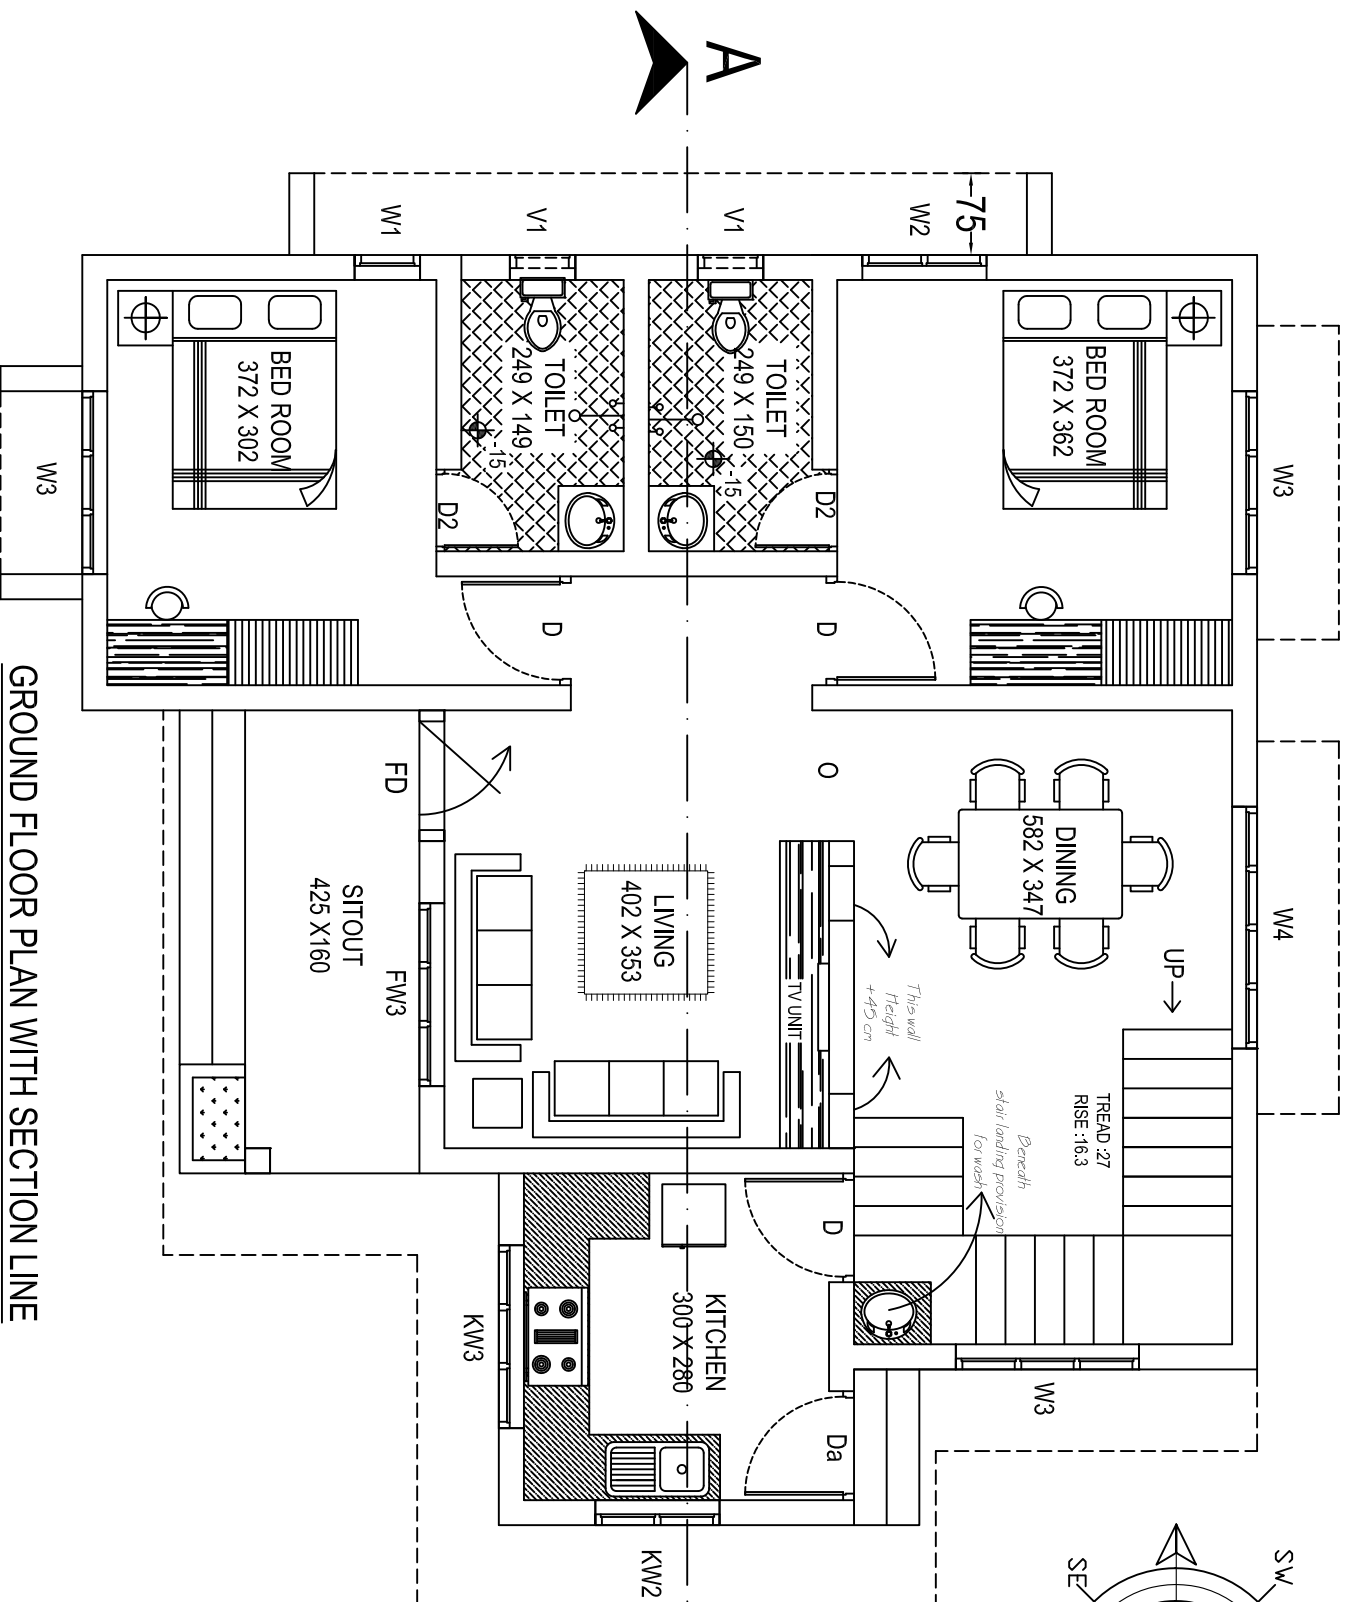 A
75
W1
V1
V1
W2
BED ROOM
372 X 302
TOILET
249 X 149
-15
TOILET
249 X 150
-15
BED ROOM
372 X 362
W3
W3
D2
D2
D
D
O
FD
SITOUT
425 X160
FW3
LIVING
402 X 353
TV UNIT
DINING
582 X 347
W4
UP
This wall
Height
+45 cm
TREAD :27
RISE :16.3
Beneath
stair landing provision
for wash
D
KITCHEN
300 X 280
KW3
Da
W3
KW2
SW
SE
GROUND FLOOR PLAN WITH SECTION LINE